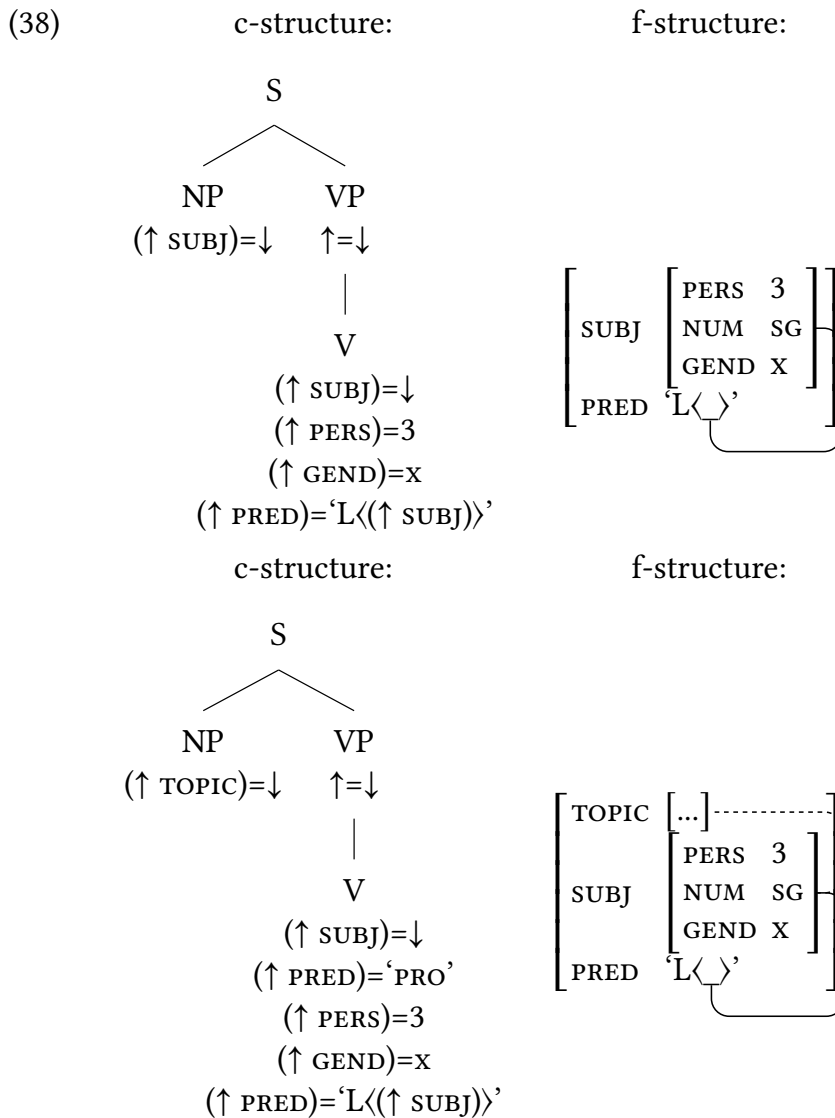 (38) c-structure: f-structure:
S
NP VP
(↑ SUBJ)=↓ ↑=↓
V
(↑ SUBJ)=↓
(↑ PERS)=3
(↑ GEND)=X
(↑ PRED)=‘L⟨(↑ SUBJ)⟩’
PERS 3
SUBJ NUM SG
GEND X
PRED ‘L⟨_⟩’
c-structure: f-structure:
S
NP VP
(↑ TOPIC)=↓ ↑=↓
V
(↑ SUBJ)=↓
(↑ PRED)=‘PRO’
(↑ PERS)=3
(↑ GEND)=X
(↑ PRED)=‘L⟨(↑ SUBJ)⟩’
TOPIC [...]
PERS 3
SUBJ NUM SG
GEND X
PRED ‘L⟨_⟩’